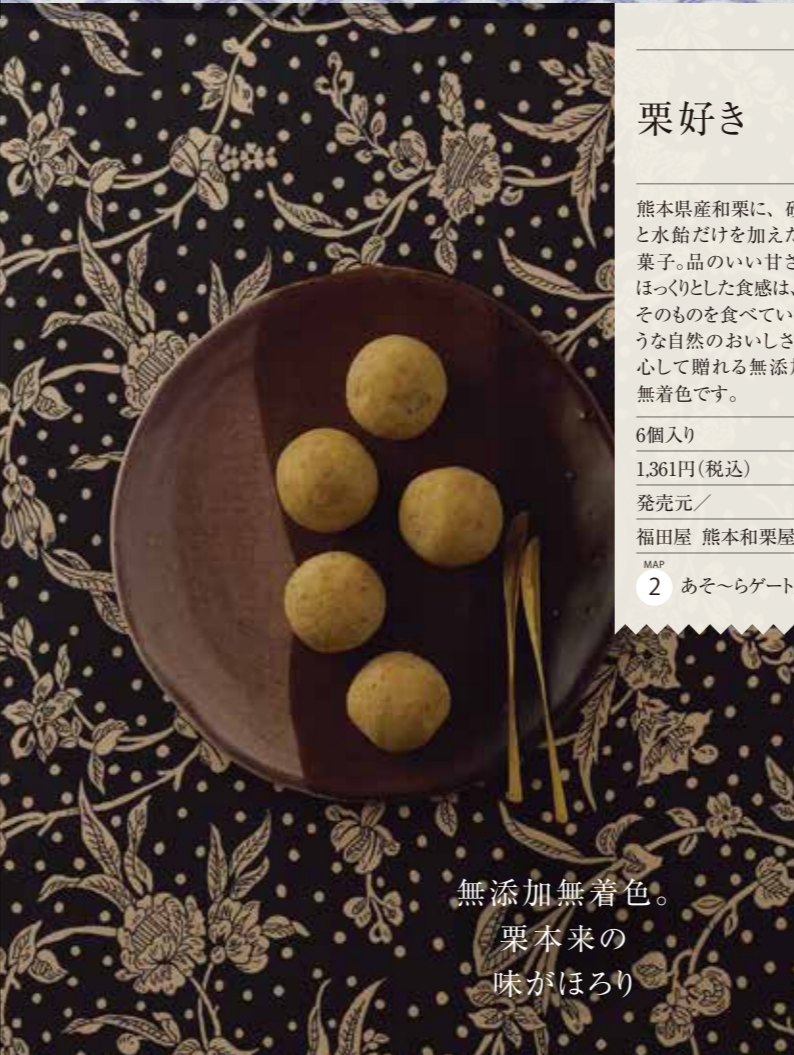 栗好き
熊本県産和栗に、
と水飴だけを加え
菓子。品のいい甘
ほっくりとした食感は、
そのものを食べてい
うな自然のおいしさ
心して贈れる無添
無着色です。
6個入り
1,361円(税込)
発売元／
福田屋 熊本和栗屋
MAP
2 あそ〜らゲート
無添加無着色。
栗本来の
味がほろり